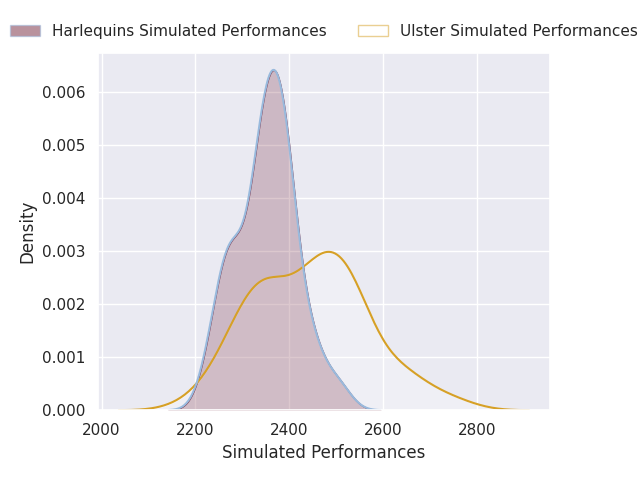 Harlequins Simulated Performances
Ulster Simulated Performances
0.006
0.005
0.004
0.003
0.002
0.001
0.000
Density
2000 2200 2400 2600 2800
Simulated Performances